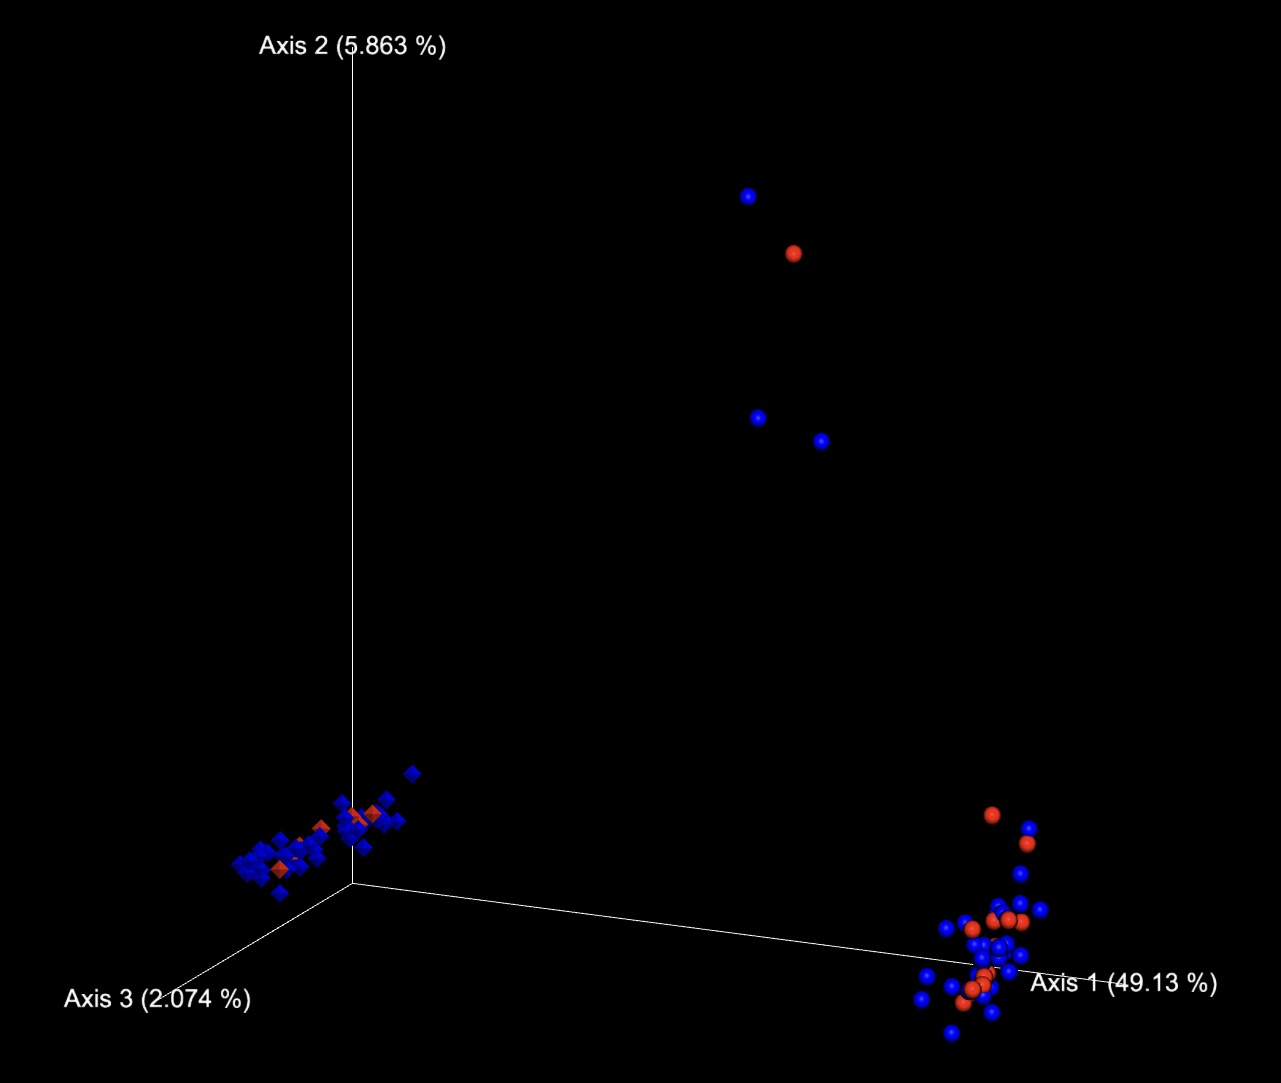 Axis 2 (5.863 %)
Axis 1 (49.13 %)
Axis 3 (2.074 %)